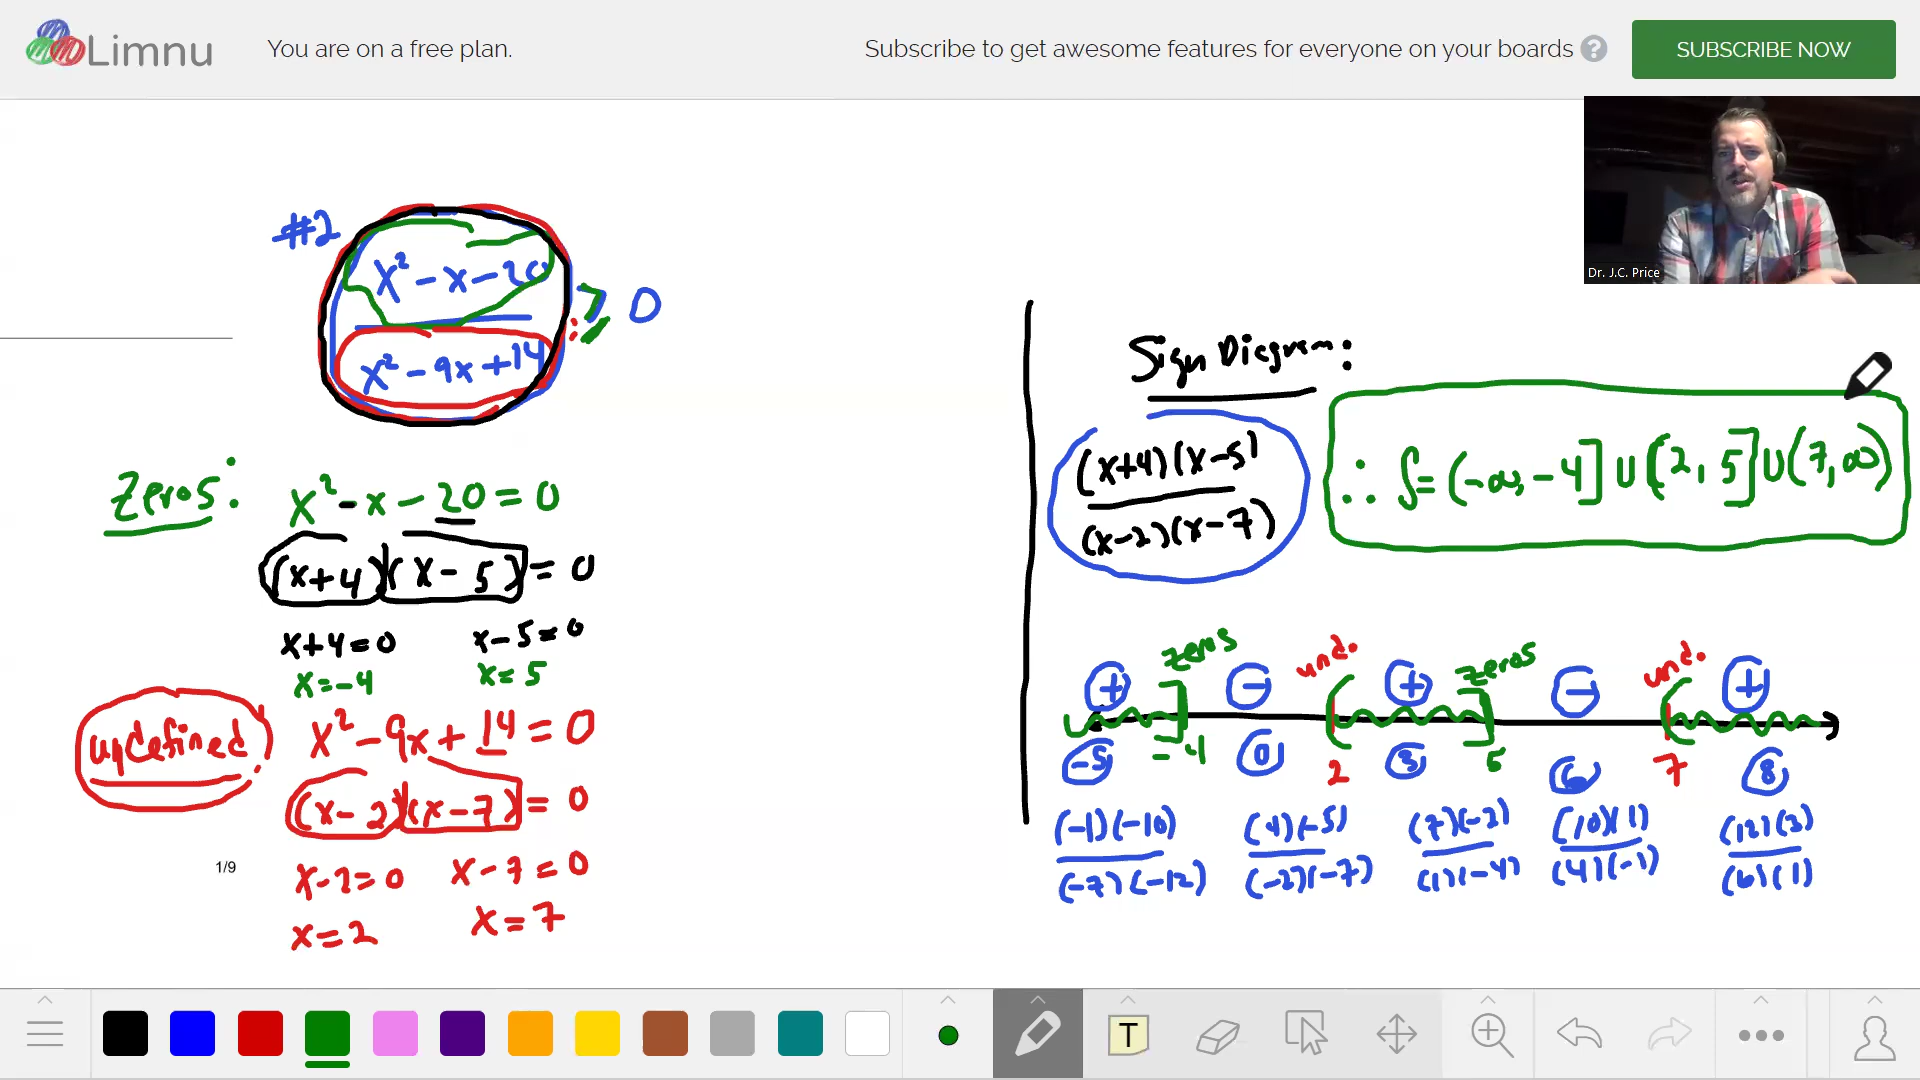 Limnu
You are on a free plan.
Subscribe to get awesome features for everyone on your boards ?
SUBSCRIBE NOW
Dr. J.C. Price
#2
x² - x - 20
x² - 9x + 14
≥ 0
Zeros:
x² - x - 20 = 0
(x+4)(x-5) = 0
x+4=0 x-5=0
x=-4 x=5
undefined:
x² - 9x + 14 = 0
(x-2)(x-7) = 0
x-2=0 x-7=0
x=2 x=7
1/9
Sign Diagram:
(x+4)(x-5)
(x-2)(x-7)
∴ S = (-∞, -4] ∪ (2, 5] ∪ (7, ∞)
zeros und. zeros und.
+ - + - +
-5 -4 0 2 3 5 6 7 8
(-1)(-10) (4)(-5) (7)(-2) (10)(1) (12)(3)
(-7)(-12) (-2)(-7) (1)(-4) (4)(-1) (6)(1)
T